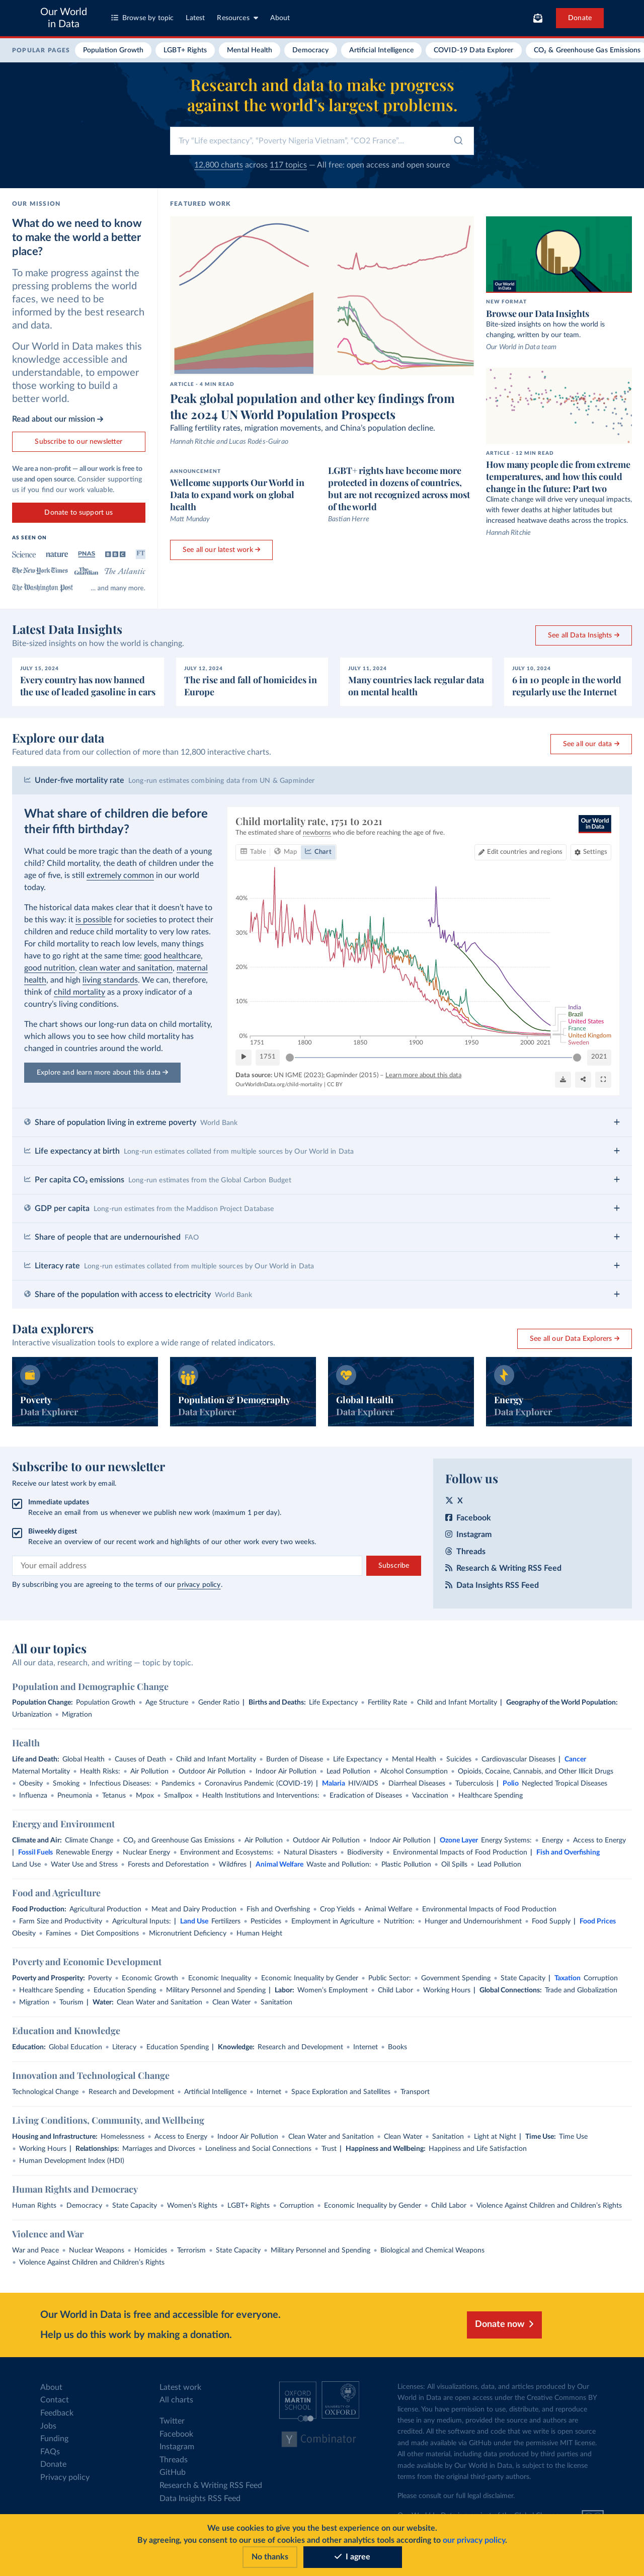 Our World
in Data
Browse by topic
Latest
Resources
About
Donate
POPULAR PAGES
Population Growth
LGBT+ Rights
Mental Health
Democracy
Artificial Intelligence
COVID-19 Data Explorer
CO₂ & Greenhouse Gas Emissions
Research and data to make progress
against the world's largest problems.
Try "Life expectancy", "Poverty Nigeria Vietnam", "CO2 France"...
12,800 charts across 117 topics — All free: open access and open source
OUR MISSION
What do we need to know
to make the world a better
place?
To make progress against the
pressing problems the world
faces, we need to be
informed by the best research
and data.
Our World in Data makes this
knowledge accessible and
understandable, to empower
those working to build a
better world.
Read about our mission →
Subscribe to our newsletter
We are a non-profit — all our work is free to
use and open source. Consider supporting
us if you find our work valuable.
Donate to support us
AS SEEN ON
Science
nature
PNAS
BBC
FT
The New York Times
The Guardian
The Atlantic
The Washington Post
... and many more.
FEATURED WORK
ARTICLE · 4 MIN READ
Peak global population and other key findings from
the 2024 UN World Population Prospects
Falling fertility rates, migration movements, and China's population decline.
Hannah Ritchie and Lucas Rodés-Guirao
ANNOUNCEMENT
Wellcome supports Our World in
Data to expand work on global
health
Matt Munday
LGBT+ rights have become more
protected in dozens of countries,
but are not recognized across most
of the world
Bastian Herre
See all our latest work →
Our World
in Data
NEW FORMAT
Browse our Data Insights
Bite-sized insights on how the world is
changing, written by our team.
Our World in Data team
ARTICLE · 12 MIN READ
How many people die from extreme
temperatures, and how this could
change in the future: Part two
Climate change will drive very unequal impacts,
with fewer deaths at higher latitudes but
increased heatwave deaths across the tropics.
Hannah Ritchie
Latest Data Insights
Bite-sized insights on how the world is changing.
See all Data Insights →
JULY 15, 2024
Every country has now banned
the use of leaded gasoline in cars
JULY 12, 2024
The rise and fall of homicides in
Europe
JULY 11, 2024
Many countries lack regular data
on mental health
JULY 10, 2024
6 in 10 people in the world
regularly use the Internet
Explore our data
Featured data from our collection of more than 12,800 interactive charts.
See all our data →
Under-five mortality rate Long-run estimates combining data from UN & Gapminder
What share of children die before
their fifth birthday?
What could be more tragic than the death of a young
child? Child mortality, the death of children under the
age of five, is still extremely common in our world
today.
The historical data makes clear that it doesn't have to
be this way: it is possible for societies to protect their
children and reduce child mortality to very low rates.
For child mortality to reach low levels, many things
have to go right at the same time: good healthcare,
good nutrition, clean water and sanitation, maternal
health, and high living standards. We can, therefore,
think of child mortality as a proxy indicator of a
country's living conditions.
The chart shows our long-run data on child mortality,
which allows you to see how child mortality has
changed in countries around the world.
Explore and learn more about this data →
Child mortality rate, 1751 to 2021
The estimated share of newborns who die before reaching the age of five.
Our World
in Data
Table
Map
Chart
Edit countries and regions
Settings
40%
30%
20%
10%
0%
India
Brazil
United States
France
United Kingdom
Sweden
1751
1800
1850
1900
1950
2000
2021
1751
2021
Data source: UN IGME (2023); Gapminder (2015) – Learn more about this data
OurWorldInData.org/child-mortality | CC BY
Share of population living in extreme poverty World Bank
Life expectancy at birth Long-run estimates collated from multiple sources by Our World in Data
Per capita CO₂ emissions Long-run estimates from the Global Carbon Budget
GDP per capita Long-run estimates from the Maddison Project Database
Share of people that are undernourished FAO
Literacy rate Long-run estimates collated from multiple sources by Our World in Data
Share of the population with access to electricity World Bank
Data explorers
Interactive visualization tools to explore a wide range of related indicators.
See all our Data Explorers →
Poverty
Data Explorer
Population & Demography
Data Explorer
Global Health
Data Explorer
Energy
Data Explorer
Subscribe to our newsletter
Receive our latest work by email.
Immediate updates
Receive an email from us whenever we publish new work (maximum 1 per day).
Biweekly digest
Receive an overview of our recent work and highlights of our other work every two weeks.
Your email address
Subscribe
By subscribing you are agreeing to the terms of our privacy policy.
Follow us
X
Facebook
Instagram
Threads
Research & Writing RSS Feed
Data Insights RSS Feed
All our topics
All our data, research, and writing — topic by topic.
Population and Demographic Change
Population Change: Population Growth • Age Structure • Gender Ratio | Births and Deaths: Life Expectancy • Fertility Rate • Child and Infant Mortality | Geography of the World Population:
Urbanization • Migration
Health
Life and Death: Global Health • Causes of Death • Child and Infant Mortality • Burden of Disease • Life Expectancy • Mental Health • Suicides • Cardiovascular Diseases | Cancer
Maternal Mortality • Health Risks: • Air Pollution • Outdoor Air Pollution • Indoor Air Pollution • Lead Pollution • Alcohol Consumption • Opioids, Cocaine, Cannabis, and Other Illicit Drugs
• Obesity • Smoking • Infectious Diseases: • Pandemics • Coronavirus Pandemic (COVID-19) | Malaria HIV/AIDS • Diarrheal Diseases • Tuberculosis | Polio Neglected Tropical Diseases
• Influenza • Pneumonia • Tetanus • Mpox • Smallpox • Health Institutions and Interventions: • Eradication of Diseases • Vaccination • Healthcare Spending
Energy and Environment
Climate and Air: Climate Change • CO₂ and Greenhouse Gas Emissions • Air Pollution • Outdoor Air Pollution • Indoor Air Pollution | Ozone Layer Energy Systems: • Energy • Access to Energy
| Fossil Fuels Renewable Energy • Nuclear Energy • Environment and Ecosystems: • Natural Disasters • Biodiversity • Environmental Impacts of Food Production | Fish and Overfishing
Land Use • Water Use and Stress • Forests and Deforestation • Wildfires | Animal Welfare Waste and Pollution: • Plastic Pollution • Oil Spills • Lead Pollution
Food and Agriculture
Food Production: Agricultural Production • Meat and Dairy Production • Fish and Overfishing • Crop Yields • Animal Welfare • Environmental Impacts of Food Production
• Farm Size and Productivity • Agricultural Inputs: | Land Use Fertilizers • Pesticides • Employment in Agriculture • Nutrition: • Hunger and Undernourishment • Food Supply | Food Prices
Obesity • Famines • Diet Compositions • Micronutrient Deficiency • Human Height
Poverty and Economic Development
Poverty and Prosperity: Poverty • Economic Growth • Economic Inequality • Economic Inequality by Gender • Public Sector: • Government Spending • State Capacity | Taxation Corruption
• Healthcare Spending • Education Spending • Military Personnel and Spending | Labor: Women's Employment • Child Labor • Working Hours | Global Connections: Trade and Globalization
• Migration • Tourism | Water: Clean Water and Sanitation • Clean Water • Sanitation
Education and Knowledge
Education: Global Education • Literacy • Education Spending | Knowledge: Research and Development • Internet • Books
Innovation and Technological Change
Technological Change • Research and Development • Artificial Intelligence • Internet • Space Exploration and Satellites • Transport
Living Conditions, Community, and Wellbeing
Housing and Infrastructure: Homelessness • Access to Energy • Indoor Air Pollution • Clean Water and Sanitation • Clean Water • Sanitation • Light at Night | Time Use: Time Use
• Working Hours | Relationships: Marriages and Divorces • Loneliness and Social Connections • Trust | Happiness and Wellbeing: Happiness and Life Satisfaction
• Human Development Index (HDI)
Human Rights and Democracy
Human Rights • Democracy • State Capacity • Women's Rights • LGBT+ Rights • Corruption • Economic Inequality by Gender • Child Labor • Violence Against Children and Children's Rights
Violence and War
War and Peace • Nuclear Weapons • Homicides • Terrorism • State Capacity • Military Personnel and Spending • Biological and Chemical Weapons
• Violence Against Children and Children's Rights
Our World in Data is free and accessible for everyone.
Help us do this work by making a donation.
Donate now
About
Contact
Feedback
Jobs
Funding
FAQs
Donate
Privacy policy
Latest work
All charts
Twitter
Facebook
Instagram
Threads
GitHub
Research & Writing RSS Feed
Data Insights RSS Feed
OXFORD
MARTIN
SCHOOL
UNIVERSITY OF
OXFORD
Y Combinator
Licenses: All visualizations, data, and articles produced by Our
World in Data are open access under the Creative Commons BY
license. You have permission to use, distribute, and reproduce
these in any medium, provided the source and authors are
credited. All the software and code that we write is open source
and made available via GitHub under the permissive MIT license.
All other material, including data produced by third parties and
made available by Our World in Data, is subject to the license
terms from the original third-party authors.
Please consult our full legal disclaimer.
We use cookies to give you the best experience on our website.
By agreeing, you consent to our use of cookies and other analytics tools according to our privacy policy.
No thanks
I agree